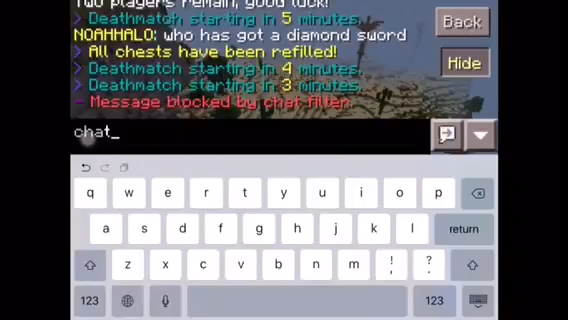 Two players remain, good luck!
> Deathmatch starting in 5 minutes.
NOAHHALO: who has got a diamond sword
> All chests have been refilled!
> Deathmatch starting in 4 minutes.
> Deathmatch starting in 3 minutes.
- Message blocked by chat filter.
Back
Hide
chat_
q w e r t y u i o p
a s d f g h j k l return
z x c v b n m ! , ? .
123 123